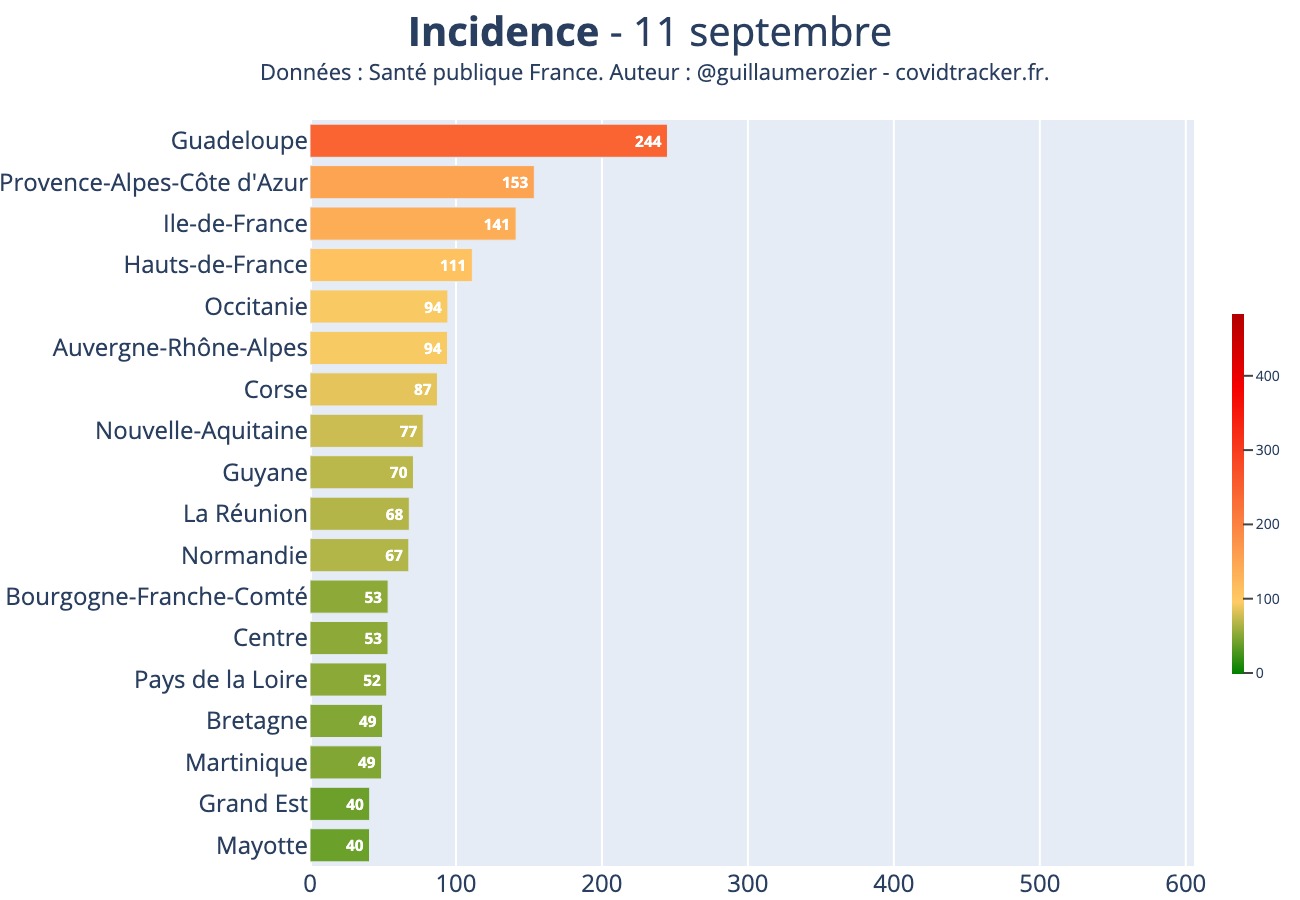 Incidence - 11 septembre
Données : Santé publique France. Auteur : @guillaumerozier - covidtracker.fr.
Guadeloupe 244
Provence-Alpes-Côte d'Azur 153
Ile-de-France 141
Hauts-de-France 111
Occitanie 94
Auvergne-Rhône-Alpes 94
Corse 87
Nouvelle-Aquitaine 77
Guyane 70
La Réunion 68
Normandie 67
Bourgogne-Franche-Comté 53
Centre 53
Pays de la Loire 52
Bretagne 49
Martinique 49
Grand Est 40
Mayotte 40
0 100 200 300 400 500 600
400
300
200
100
0